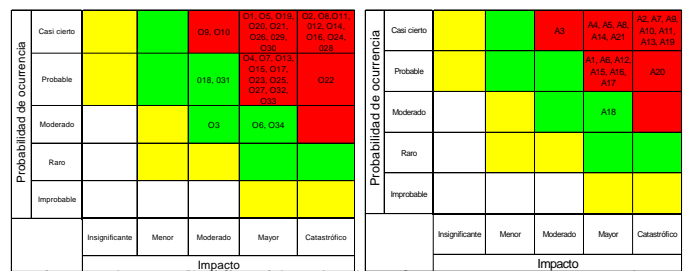 Probabilidad de ocurrencia
Casi cierto
O9, O10
O1, O5, O19,
O20, O21,
O26, O29,
O30
O2, O8, O11,
O12, O14,
O16, O24,
O28
Probable
O18, O31
O4, O7, O13,
O15, O17,
O23, O25,
O27, O32,
O33
O22
Moderado
O3
O6, O34
Raro
Improbable
Insignificante Menor Moderado Mayor Catastrófico
Impacto
Probabilidad de ocurrencia
Casi cierto
A3
A4, A5, A8,
A14, A21
A2, A7, A9,
A10, A11,
A13, A19
Probable
A1, A6, A12,
A15, A16,
A17
A20
Moderado
A18
Raro
Improbable
Insignificante Menor Moderado Mayor Catastrófico
Impacto